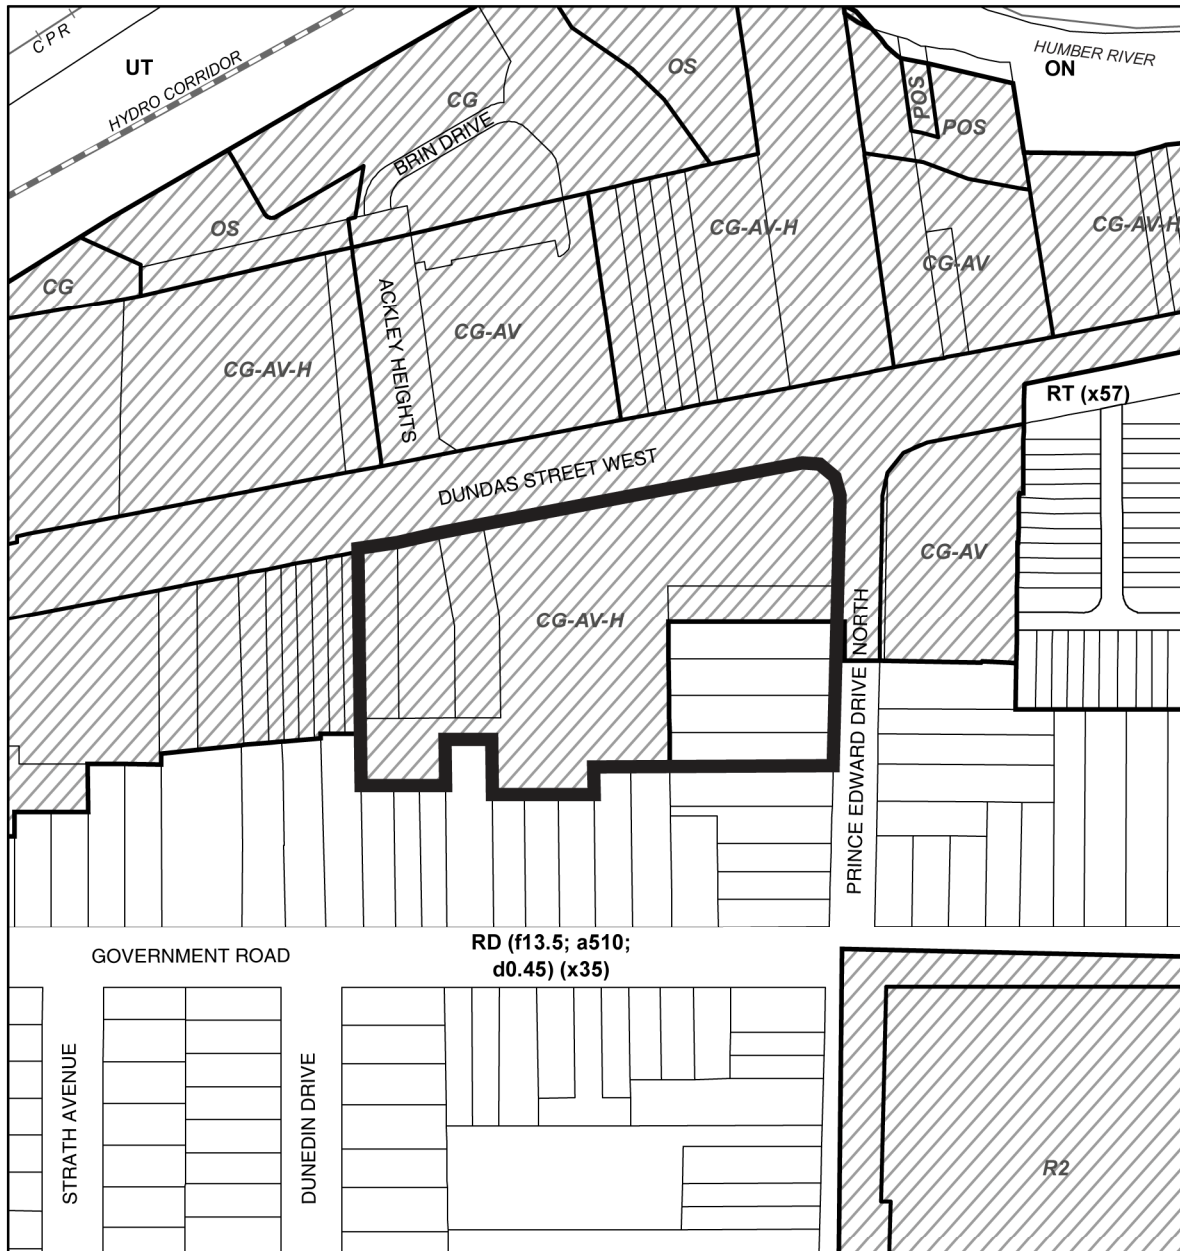 CPR
UT
HYDRO CORRIDOR
OS
HUMBER RIVER
ON
CG
POS
POS
BRIN DRIVE
OS
CG-AV-H
CG-AV-H
CG
CG-AV
ACKLEY HEIGHTS
CG-AV
CG-AV-H
RT (x57)
DUNDAS STREET WEST
CG-AV
CG-AV-H
PRINCE EDWARD DRIVE NORTH
GOVERNMENT ROAD
RD (f13.5; a510;
d0.45) (x35)
STRATH AVENUE
DUNEDIN DRIVE
R2